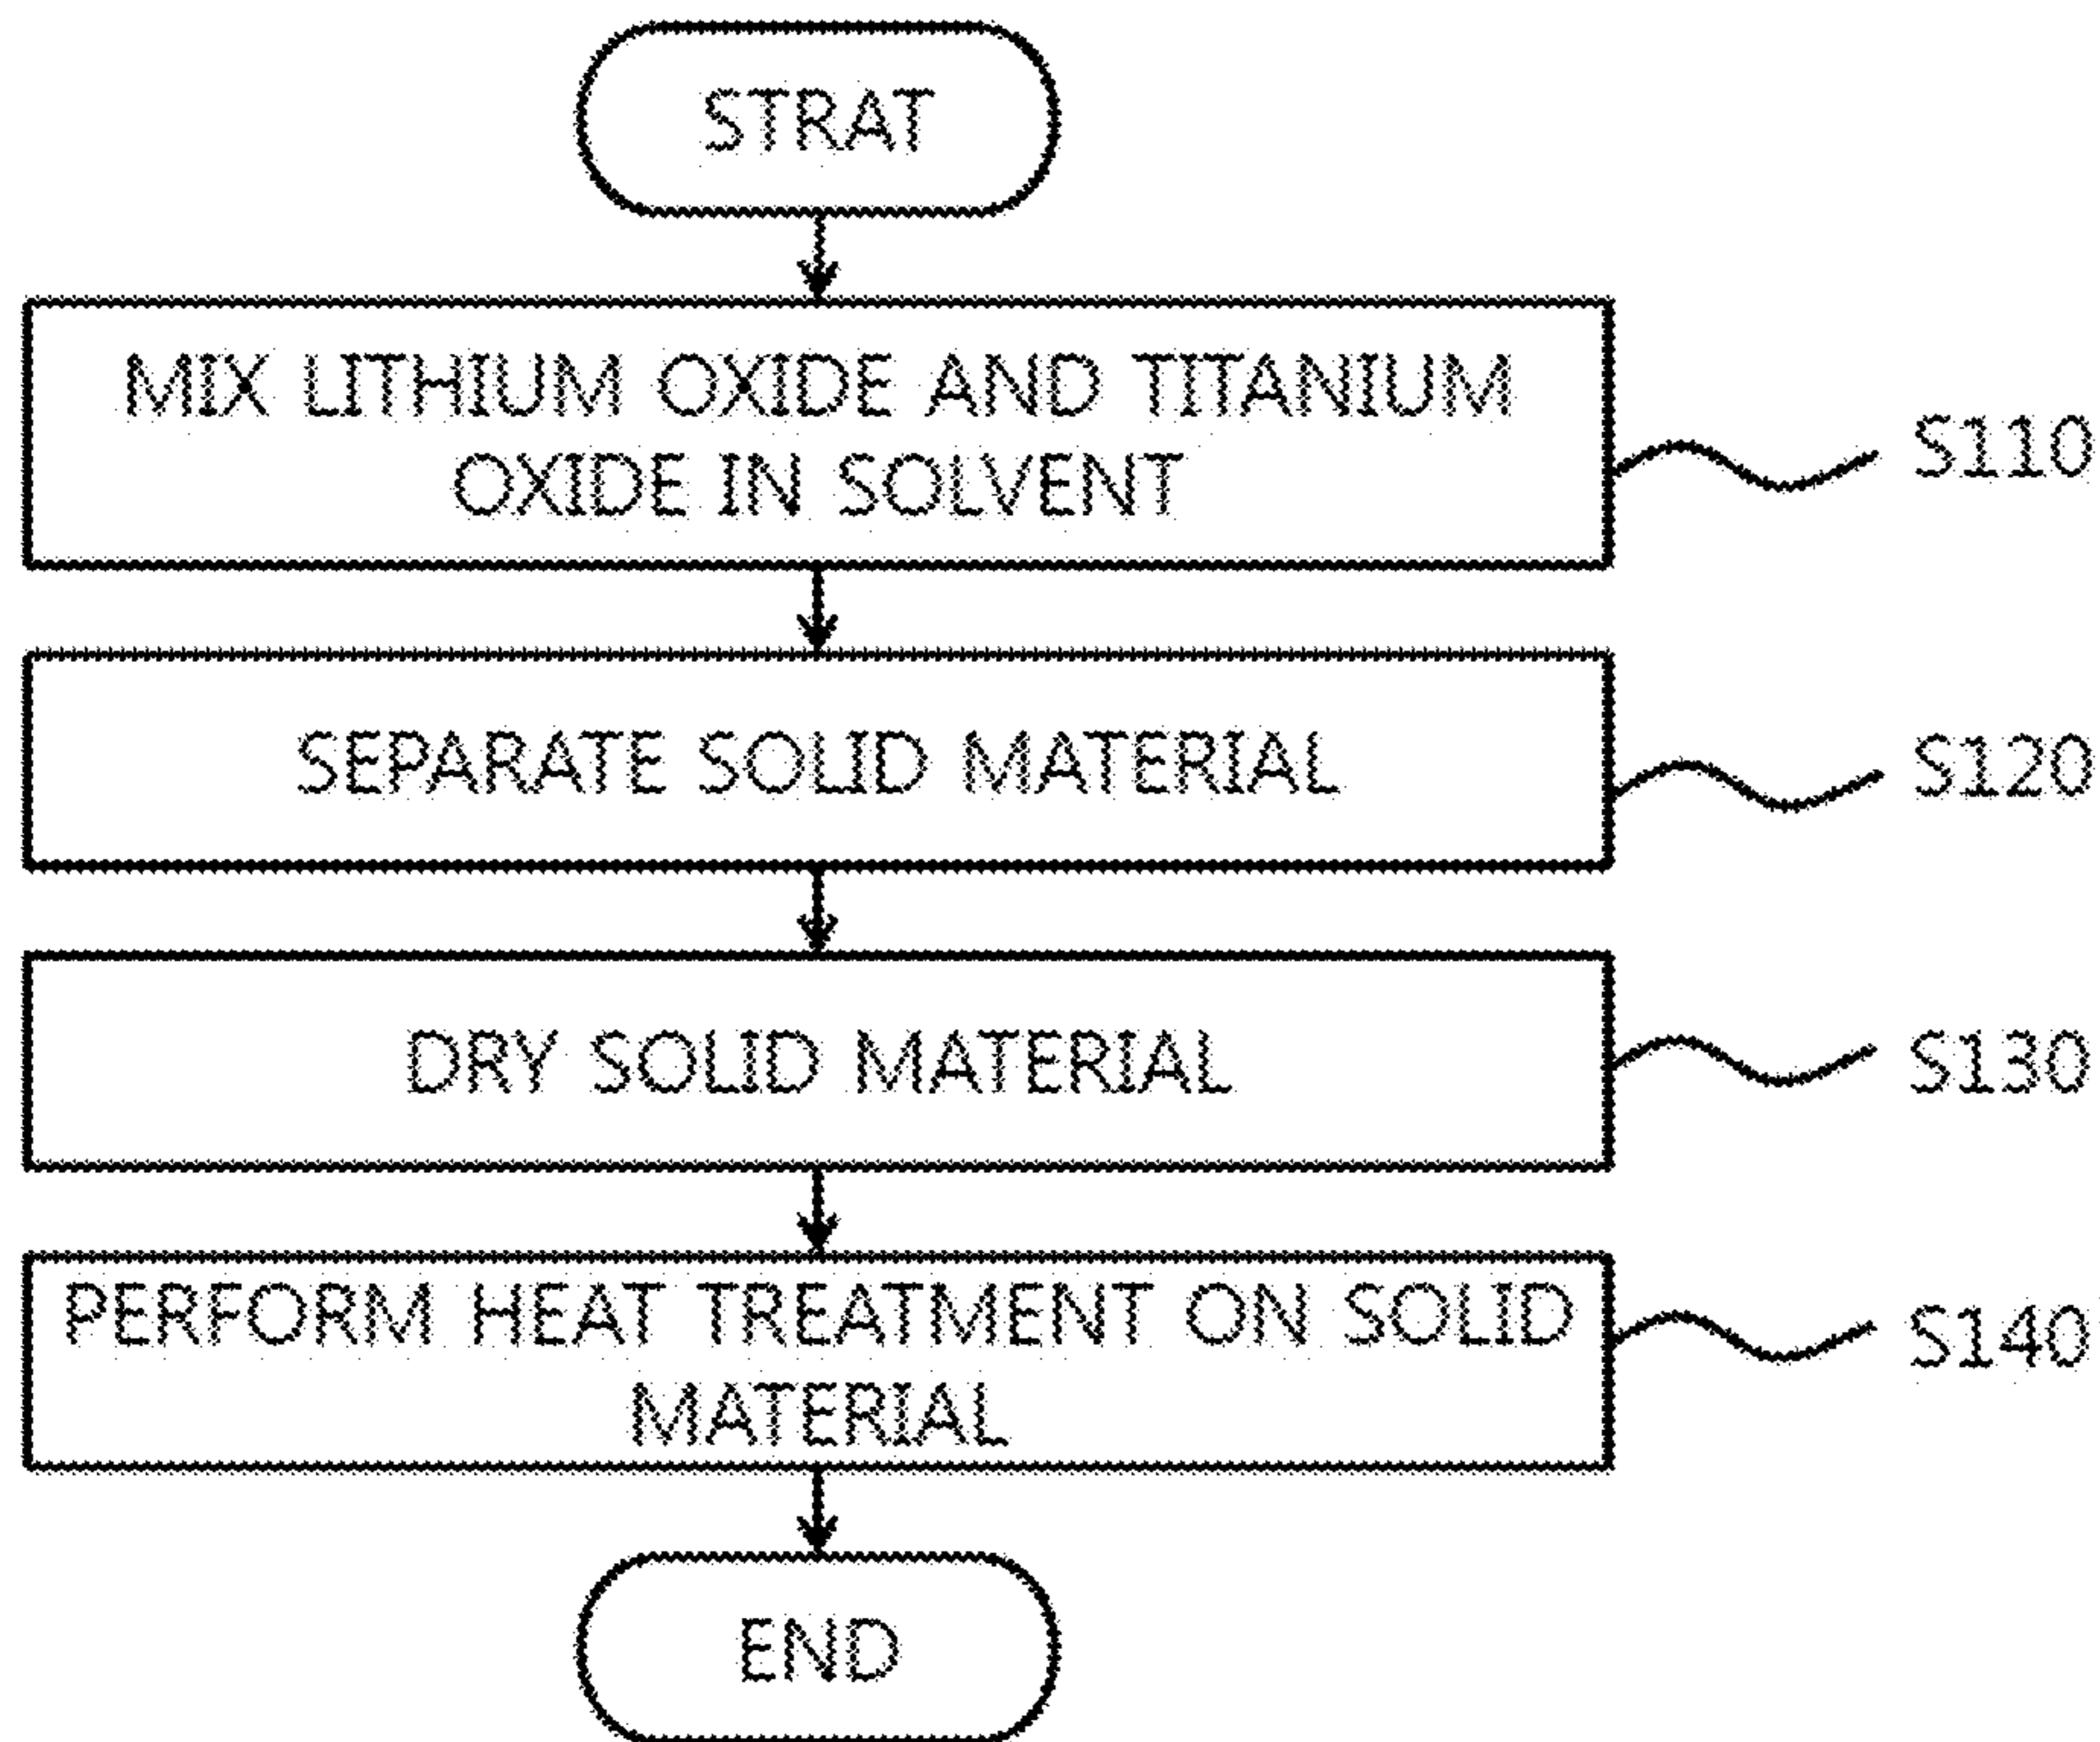 STRAT
MIX LITHIUM OXIDE AND TITANIUM
OXIDE IN SOLVENT
S110
SEPARATE SOLID MATERIAL
S120
DRY SOLID MATERIAL
S130
PERFORM HEAT TREATMENT ON SOLID
MATERIAL
S140
END